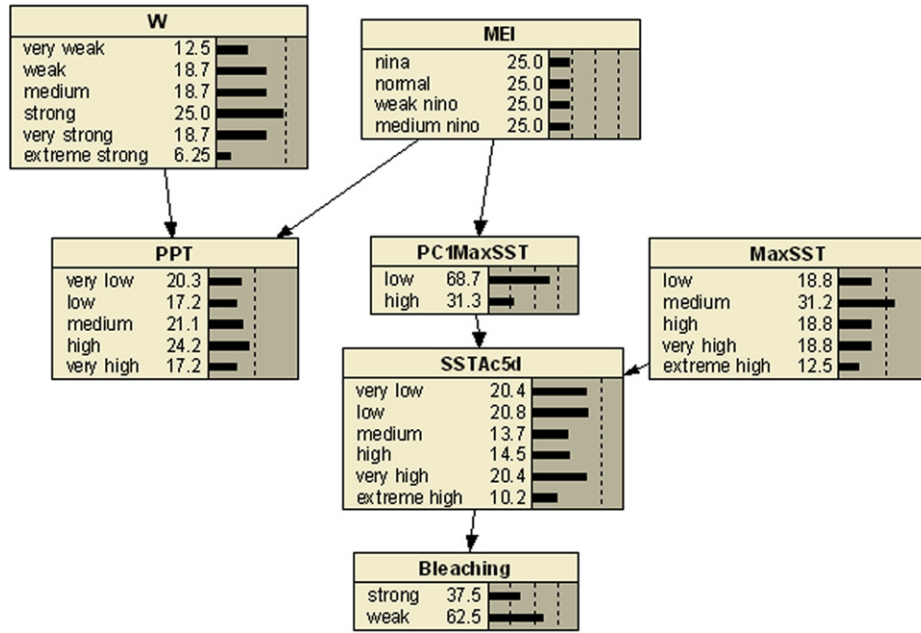 W
very weak 12.5
weak 18.7
medium 18.7
strong 25.0
very strong 18.7
extreme strong 6.25
MEI
nina 25.0
normal 25.0
weak nino 25.0
medium nino 25.0
PPT
very low 20.3
low 17.2
medium 21.1
high 24.2
very high 17.2
PC1MaxSST
low 68.7
high 31.3
MaxSST
low 18.8
medium 31.2
high 18.8
very high 18.8
extreme high 12.5
SSTAc5d
very low 20.4
low 20.8
medium 13.7
high 14.5
very high 20.4
extreme high 10.2
Bleaching
strong 37.5
weak 62.5